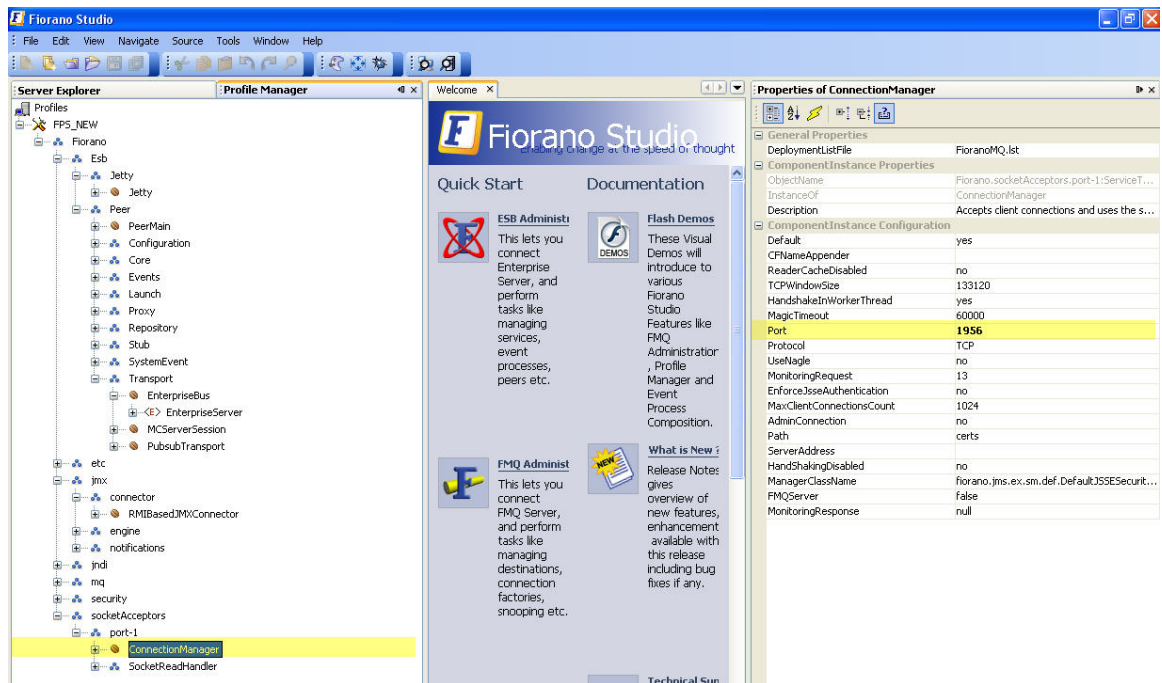 Fiorano Studio
File Edit View Navigate Source Tools Window Help
Server Explorer
Profile Manager
Profiles
FPS_NEW
Fiorano
Esb
Jetty
Jetty
Peer
PeerMain
Configuration
Core
Events
Launch
Proxy
Repository
Stub
SystemEvent
Transport
EnterpriseBus
<E> EnterpriseServer
MCServerSession
PubsubTransport
etc
jmx
connector
RMIBasedJMXConnector
engine
notifications
jndi
mq
security
socketAcceptors
port-1
ConnectionManager
SocketReadHandler
Welcome
Fiorano Studio
Enabling change at the speed of thought
Quick Start
ESB Administ
This lets you
connect
Enterprise
Server, and
perform
tasks like
managing
services,
event
processes,
peers etc.
FMQ Administ
This lets you
connect
FMQ Server,
and perform
tasks like
managing
destinations,
connection
factories,
snooping etc.
Documentation
DEMOS
Flash Demos
These Visual
Demos will
introduce to
various
Fiorano
Studio
Features like
FMQ
Administration
, Profile
Manager and
Event
Process
Composition.
NEW
What is New ?
Release Notes
gives
overview of
new features,
enhancement
available with
this release
including bug
fixes if any.
Properties of ConnectionManager
General Properties
DeploymentListFile FioranoMQ.lst
ComponentInstance Properties
ObjectName Fiorano.socketAcceptors.port-1:ServiceT...
InstanceOf ConnectionManager
Description Accepts client connections and uses the s...
ComponentInstance Configuration
Default yes
CFNameAppender
ReaderCacheDisabled no
TCPWindowSize 133120
HandshakeInWorkerThread yes
MagicTimeout 60000
Port 1956
Protocol TCP
UseNagle no
MonitoringRequest 13
EnforceJsseAuthentication no
MaxClientConnectionsCount 1024
AdminConnection no
Path certs
ServerAddress
HandShakingDisabled no
ManagerClassName fiorano.jms.ex.sm.def.DefaultJSSESecurit...
FMQServer false
MonitoringResponse null